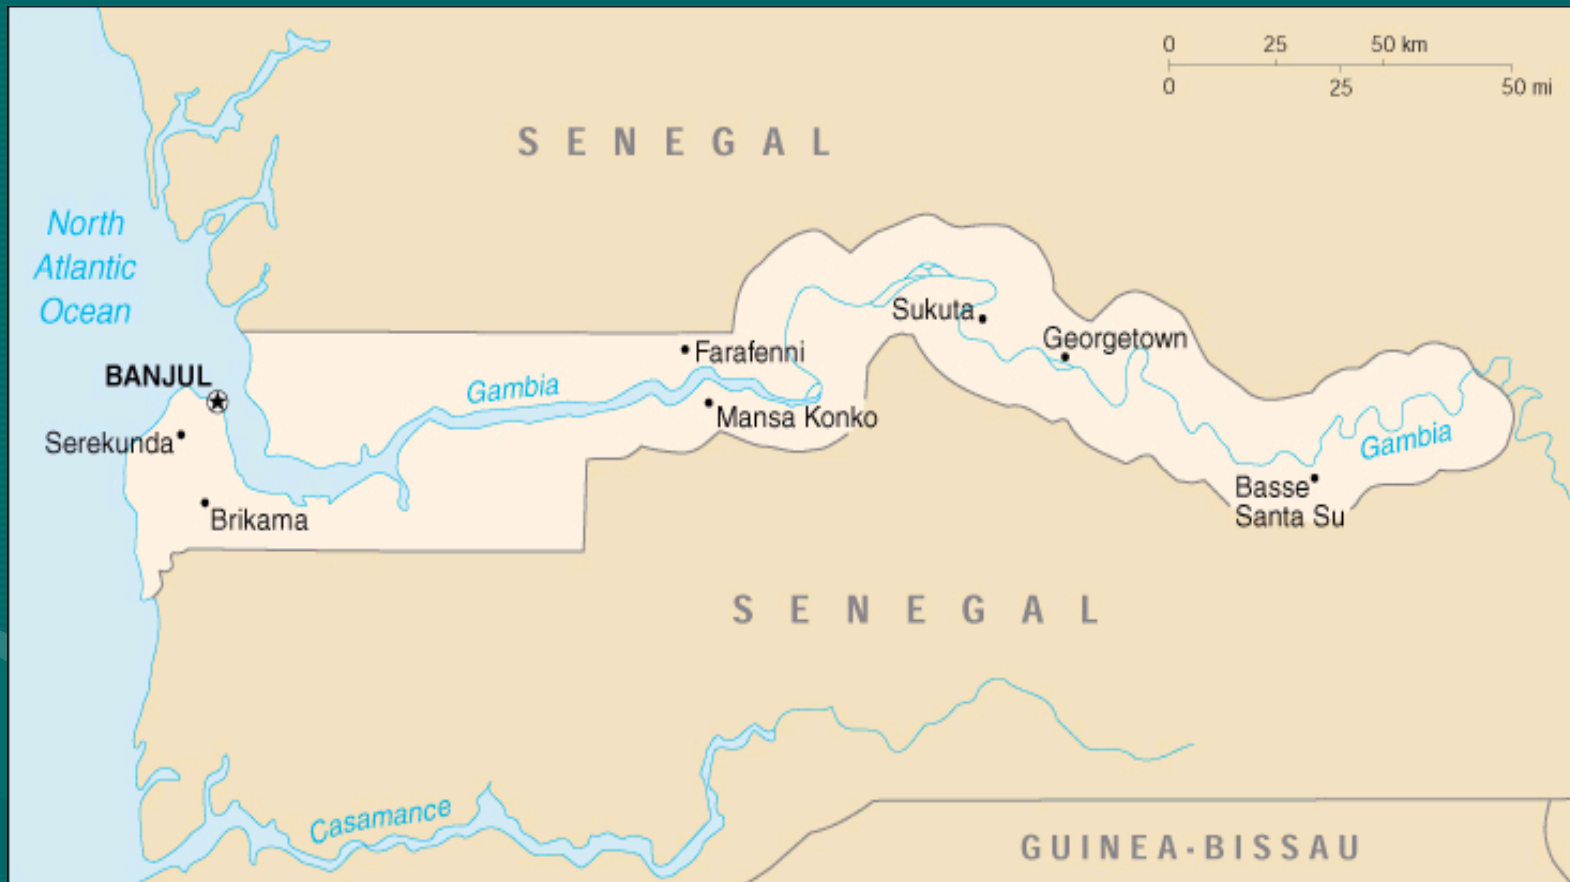 0 25 50 km
0 25 50 mi
SENEGAL
North
Atlantic
Ocean
Sukuta
Georgetown
Farafenni
BANJUL
Gambia
Mansa Konko
Serekunda
Gambia
Basse
Santa Su
Brikama
SENEGAL
Casamance
GUINEA-BISSAU